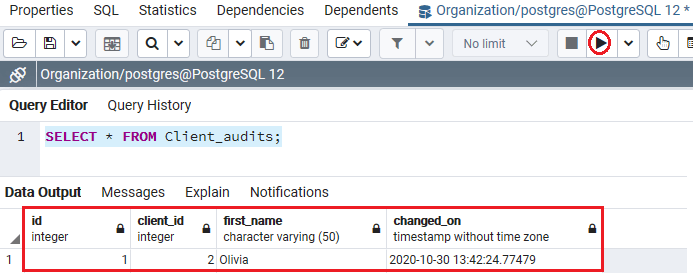 Properties SQL Statistics Dependencies Dependents Organization/postgres@PostgreSQL 12 *
No limit
Organization/postgres@PostgreSQL 12
Query Editor Query History
1 SELECT * FROM Client_audits;
Data Output Messages Explain Notifications
id client_id first_name changed_on
integer integer character varying (50) timestamp without time zone
1 1 2 Olivia 2020-10-30 13:42:24.77479